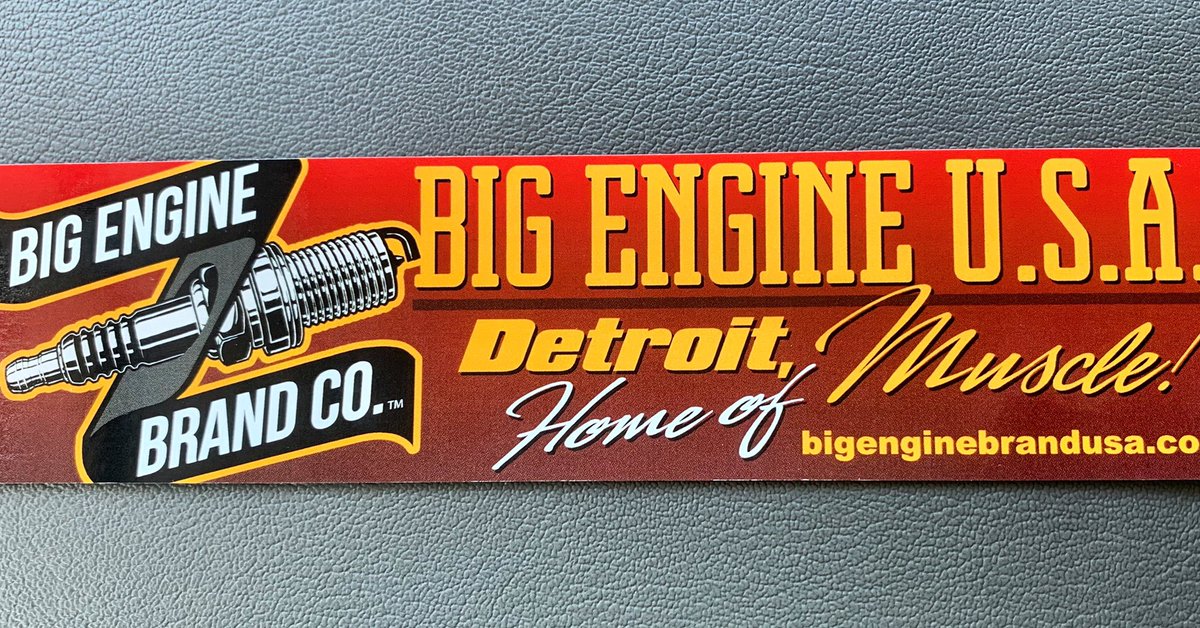 BIG ENGINE
BRAND CO.™
BIG ENGINE U.S.A.
Detroit,
Home of Muscle!
bigenginebrandusa.co